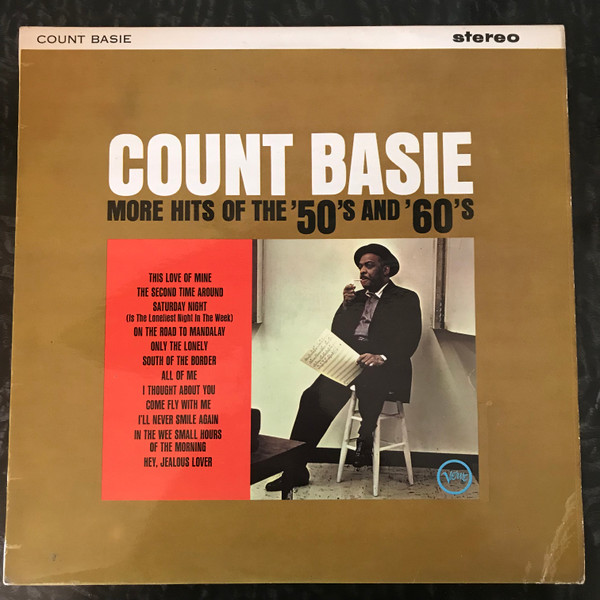 COUNT BASIE
stereo
COUNT BASIE
MORE HITS OF THE '50'S AND '60'S
THIS LOVE OF MINE
THE SECOND TIME AROUND
SATURDAY NIGHT
(Is The Loneliest Night In The Week)
ON THE ROAD TO MANDALAY
ONLY THE LONELY
SOUTH OF THE BORDER
ALL OF ME
I THOUGHT ABOUT YOU
COME FLY WITH ME
I'LL NEVER SMILE AGAIN
IN THE WEE SMALL HOURS
OF THE MORNING
HEY, JEALOUS LOVER
Verve